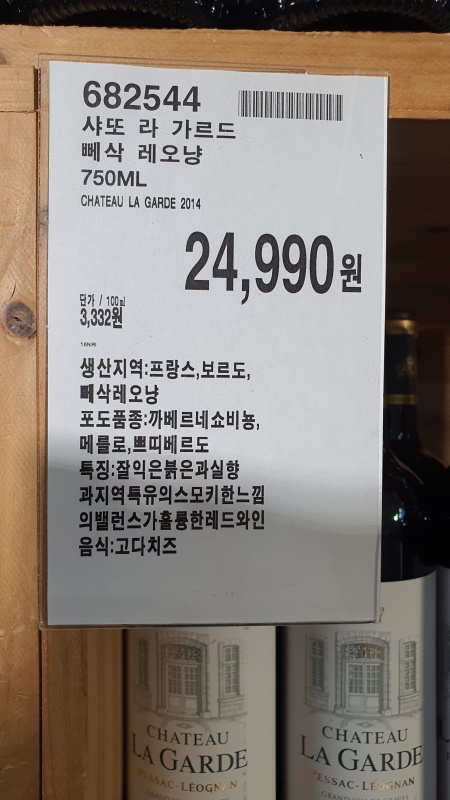 682544
샤또 라 가르드
뻬삭 레오냥
750ML
CHATEAU LA GARDE 2014
24,990원
단가 / 100㎖
3,332원
생산지역:프랑스,보르도,
빼삭레오냥
포도품종:까베르네쇼비뇽,
메를로,쁘띠베르도
특징:잘익은붉은과실향
과지역특유의스모키한느낌
의밸런스가훌륭한레드와인
음식:고다치즈
CHATEAU
LA GARDE
PESSAC-LÉOGNAN
CHATEAU
LA GARDE
PESSAC-LÉOGNAN